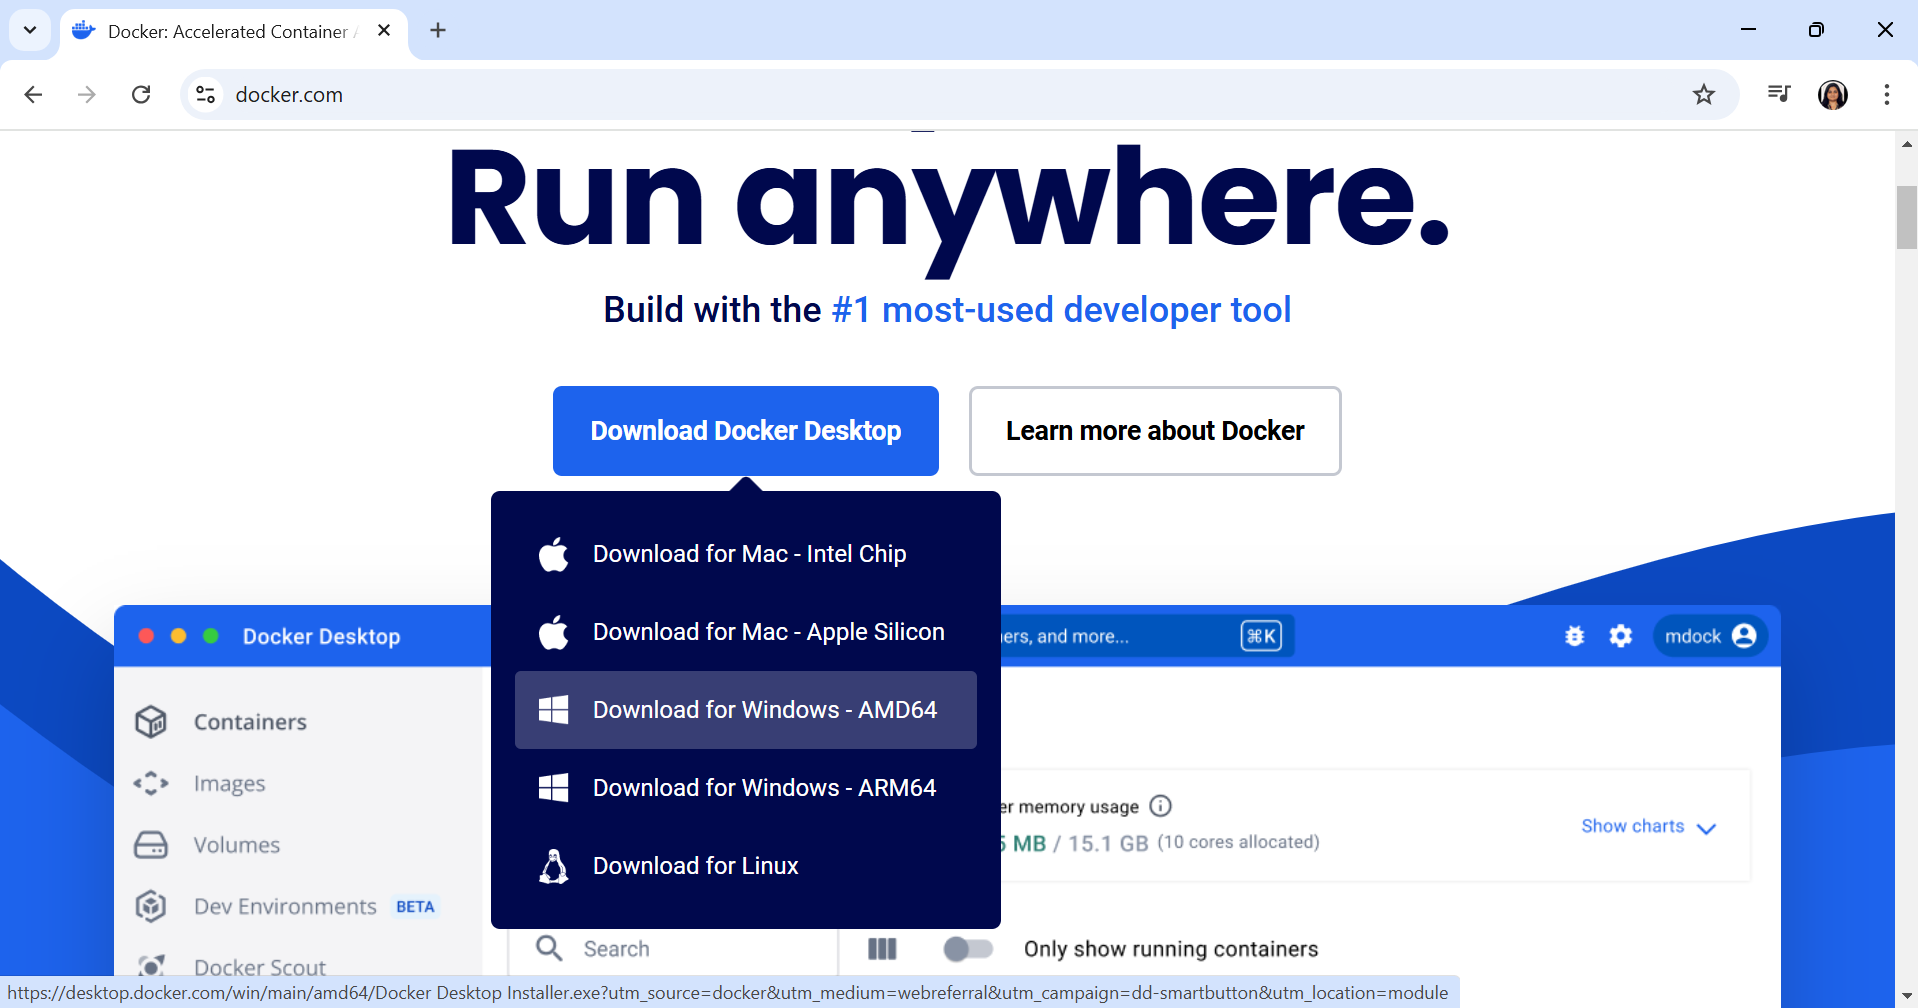 Docker: Accelerated Container
docker.com
Run anywhere.
Build with the #1 most-used developer tool
Download Docker Desktop
Learn more about Docker
Download for Mac - Intel Chip
Download for Mac - Apple Silicon
Download for Windows - AMD64
Download for Windows - ARM64
Download for Linux
Docker Desktop
and more...
⌘K
mdock
Containers
Images
Volumes
Dev Environments BETA
Docker Scout
memory usage
MB / 15.1 GB (10 cores allocated)
Show charts
Search
Only show running containers
https://desktop.docker.com/win/main/amd64/Docker Desktop Installer.exe?utm_source=docker&utm_medium=webreferral&utm_campaign=dd-smartbutton&utm_location=module